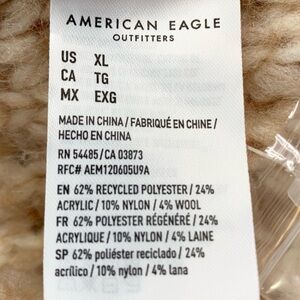 AMERICAN EAGLE
OUTFITTERS
US XL
CA TG
MX EXG
MADE IN CHINA / FABRIQUÉ EN CHINE /
HECHO EN CHINA
RN 54485/CA 03873
RFC# AEM120605U9A
EN 62% RECYCLED POLYESTER / 24%
ACRYLIC / 10% NYLON / 4% WOOL
FR 62% POLYESTER RÉGÉNÉRÉ / 24%
ACRYLIQUE / 10% NYLON / 4% LAINE
SP 62% poliéster reciclado / 24%
acrílico / 10% nylon / 4% lana